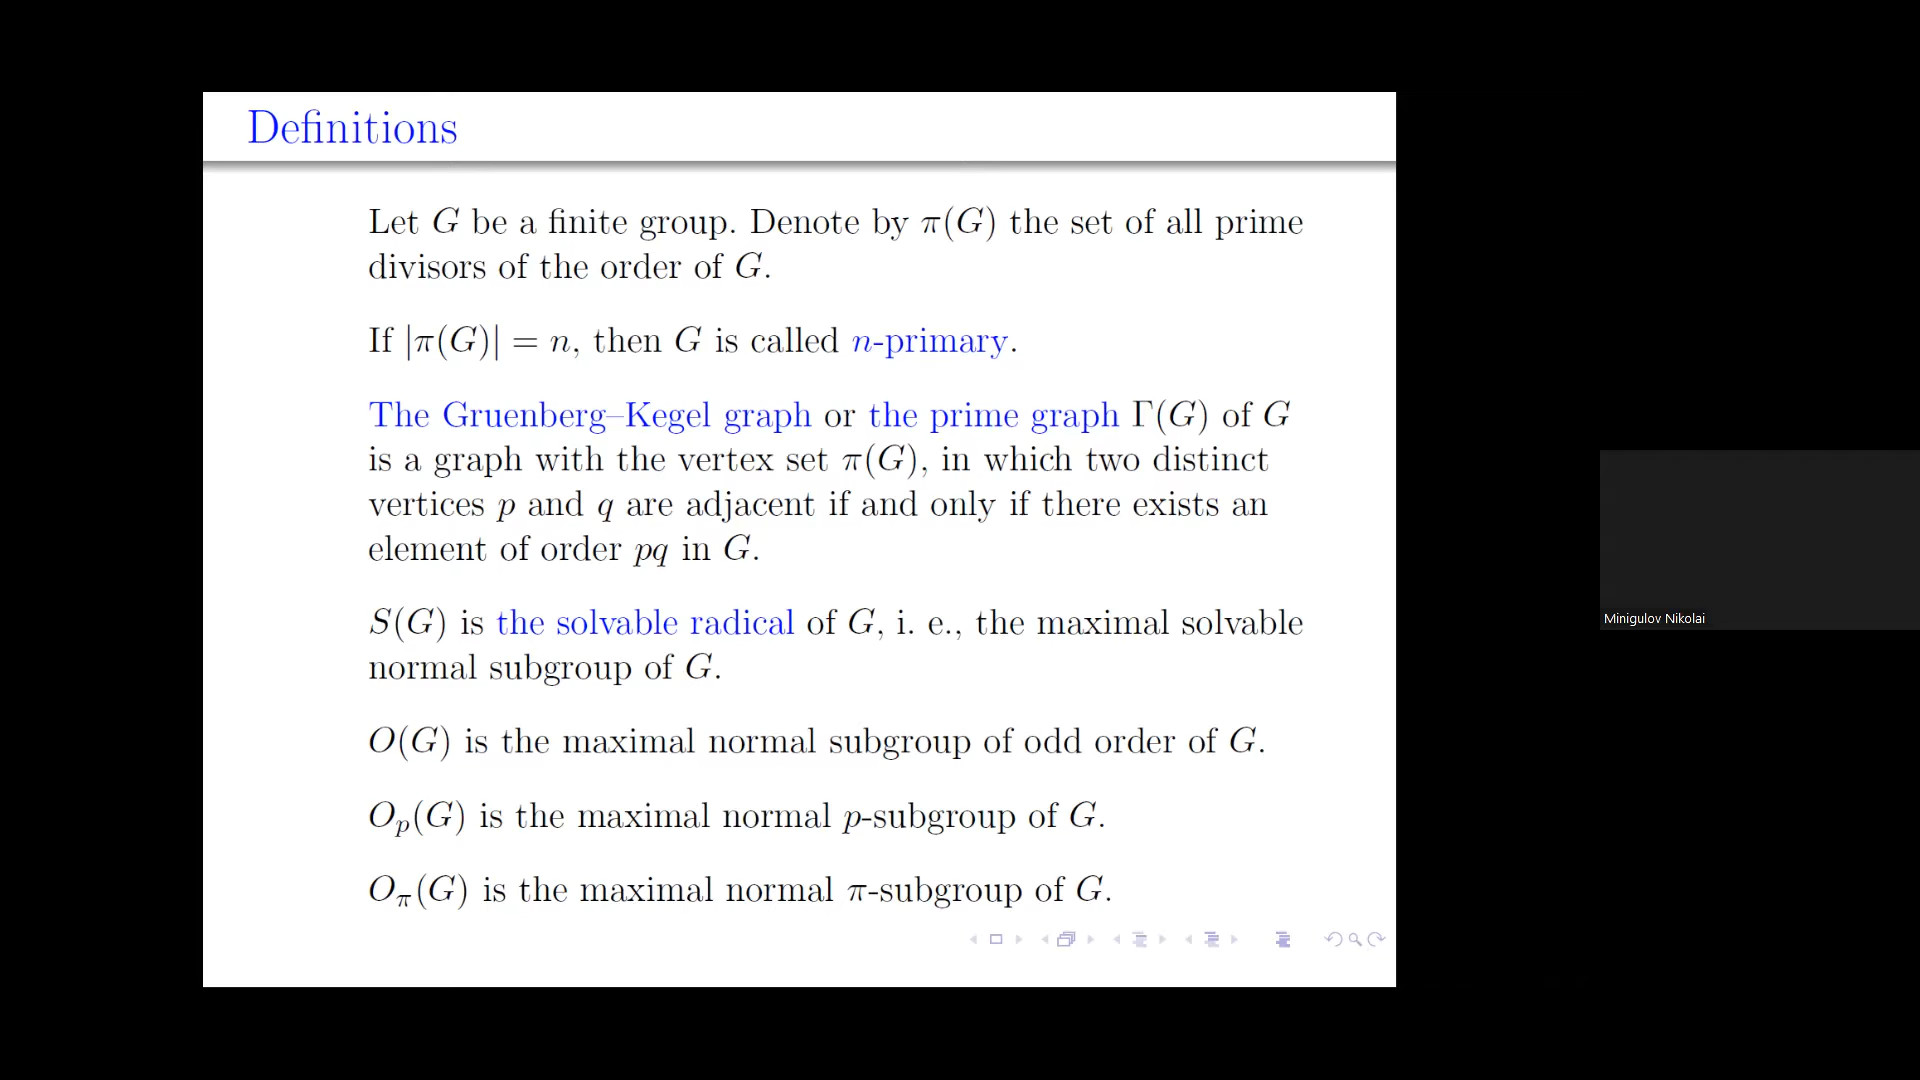 Definitions
Let G be a finite group. Denote by π(G) the set of all prime
divisors of the order of G.
If |π(G)| = n, then G is called n-primary.
The Gruenberg–Kegel graph or the prime graph Γ(G) of G
is a graph with the vertex set π(G), in which two distinct
vertices p and q are adjacent if and only if there exists an
element of order pq in G.
S(G) is the solvable radical of G, i. e., the maximal solvable
normal subgroup of G.
O(G) is the maximal normal subgroup of odd order of G.
Oₚ(G) is the maximal normal p-subgroup of G.
O_π(G) is the maximal normal π-subgroup of G.
Minigulov Nikolai